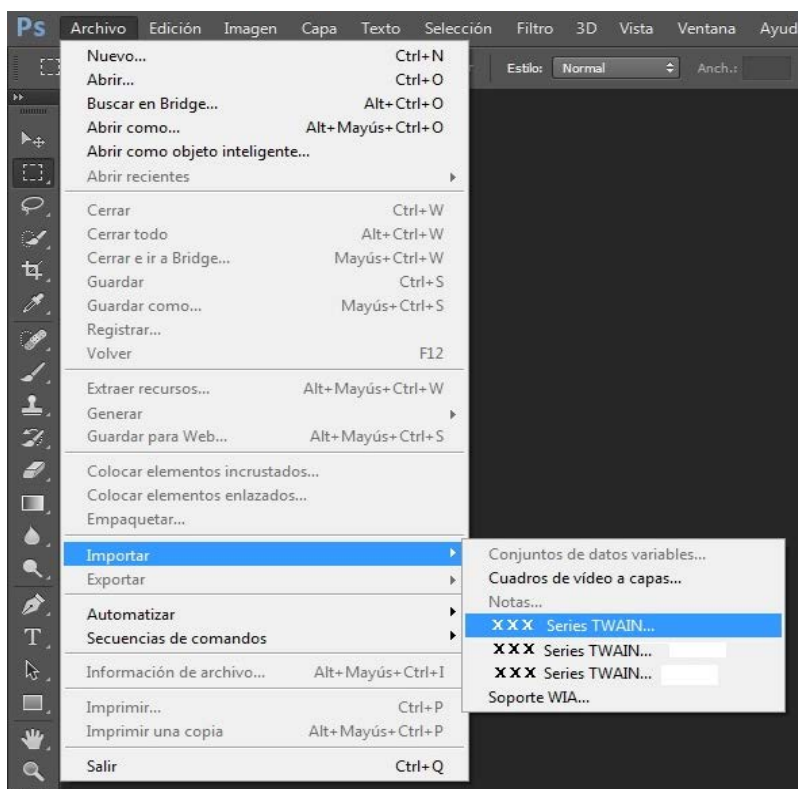 Ps Archivo Edición Imagen Capa Texto Selección Filtro 3D Vista Ventana Ayud
Estilo: Normal Anch.:
Nuevo... Ctrl+N
Abrir... Ctrl+O
Buscar en Bridge... Alt+Ctrl+O
Abrir como... Alt+Mayús+Ctrl+O
Abrir como objeto inteligente...
Abrir recientes
Cerrar Ctrl+W
Cerrar todo Alt+Ctrl+W
Cerrar e ir a Bridge... Mayús+Ctrl+W
Guardar Ctrl+S
Guardar como... Mayús+Ctrl+S
Registrar...
Volver F12
Extraer recursos... Alt+Mayús+Ctrl+W
Generar
Guardar para Web... Alt+Mayús+Ctrl+S
Colocar elementos incrustados...
Colocar elementos enlazados...
Empaquetar...
Importar
Exportar
Automatizar
Secuencias de comandos
Información de archivo... Alt+Mayús+Ctrl+I
Imprimir... Ctrl+P
Imprimir una copia Alt+Mayús+Ctrl+P
Salir Ctrl+Q
Conjuntos de datos variables...
Cuadros de vídeo a capas...
Notas...
XXX Series TWAIN...
XXX Series TWAIN...
XXX Series TWAIN...
Soporte WIA...